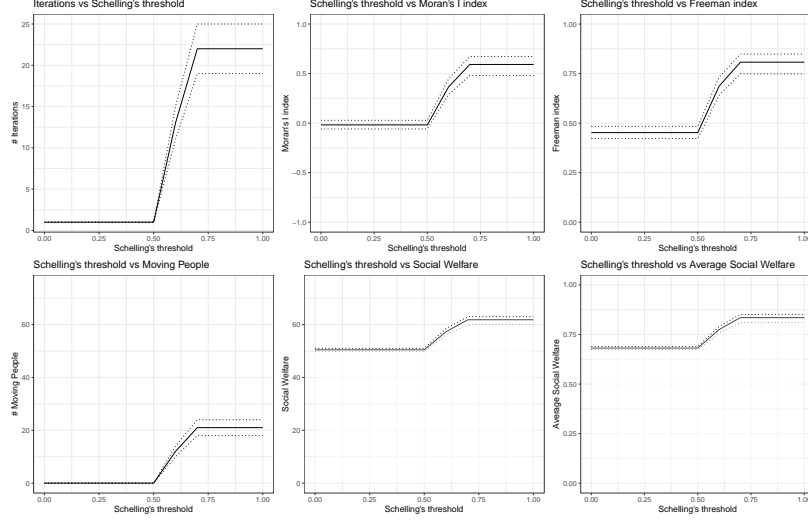 Iterations vs Schelling's threshold
25
20
15
10
5
0
# Iterations
0.00 0.25 0.50 0.75 1.00
Schelling's threshold
Schelling's threshold vs Moran's I index
1.0
0.5
0.0
−0.5
−1.0
Moran's I index
0.00 0.25 0.50 0.75 1.00
Schelling's threshold
Schelling's threshold vs Freeman index
1.00
0.75
0.50
0.25
0.00
Freeman index
0.00 0.25 0.50 0.75 1.00
Schelling's threshold
Schelling's threshold vs Moving People
60
40
20
0
# Moving People
0.00 0.25 0.50 0.75 1.00
Schelling's threshold
Schelling's threshold vs Social Welfare
60
40
20
0
Social Welfare
0.00 0.25 0.50 0.75 1.00
Schelling's threshold
Schelling's threshold vs Average Social Welfare
1.00
0.75
0.50
0.25
0.00
Average Social Welfare
0.00 0.25 0.50 0.75 1.00
Schelling's threshold